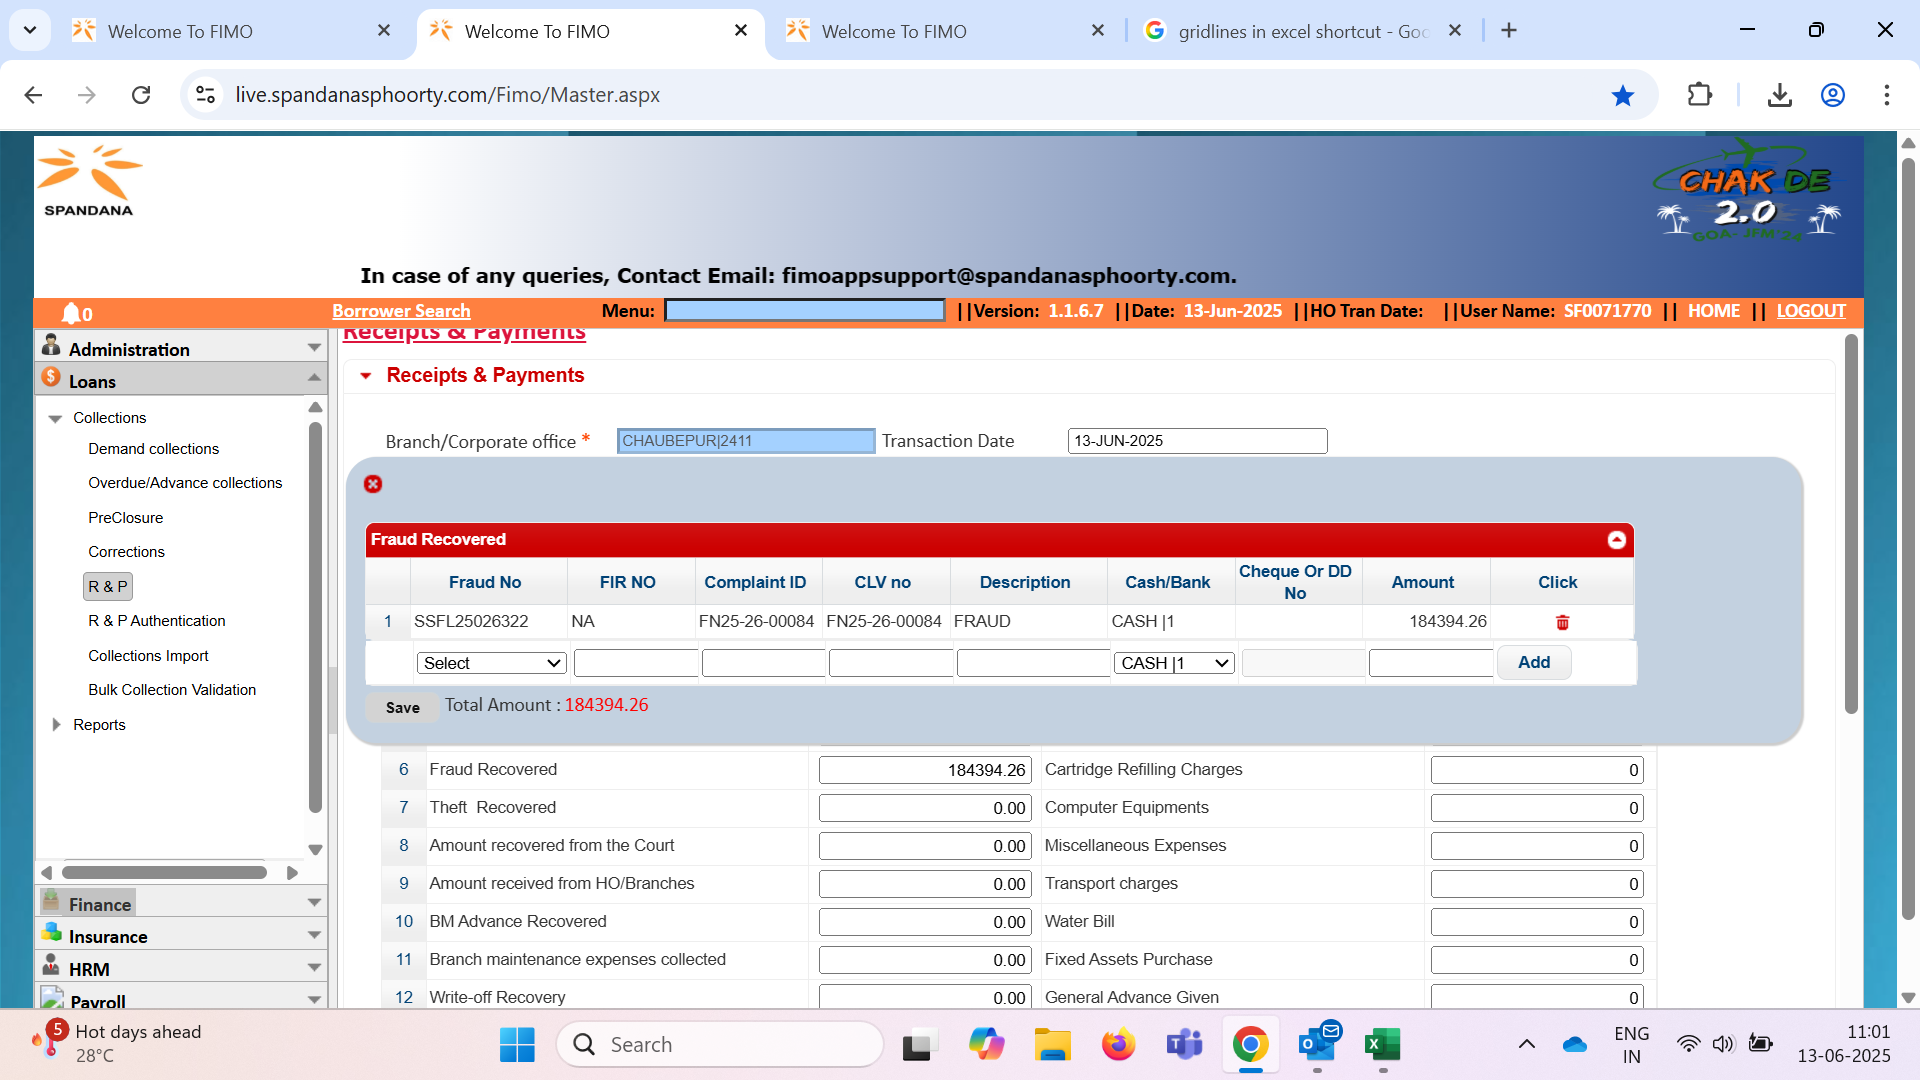 Welcome To FIMO
Welcome To FIMO
Welcome To FIMO
gridlines in excel shortcut - Goo
live.spandanasphoorty.com/Fimo/Master.aspx
SPANDANA
CHAK DE
2.0
GOA- JFM'24
In case of any queries, Contact Email: fimoappsupport@spandanasphoorty.com.
0
Borrower Search
Menu:
||Version: 1.1.6.7 ||Date: 13-Jun-2025 ||HO Tran Date: ||User Name: SF0071770 || HOME || LOGOUT
Administration
Loans
Collections
Demand collections
Overdue/Advance collections
PreClosure
Corrections
R & P
R & P Authentication
Collections Import
Bulk Collection Validation
Reports
Finance
Insurance
HRM
Payroll
Receipts & Payments
Receipts & Payments
Branch/Corporate office * CHAUBEPUR|2411 Transaction Date 13-JUN-2025
Fraud Recovered
Fraud No FIR NO Complaint ID CLV no Description Cash/Bank Cheque Or DD No Amount Click
1 SSFL25026322 NA FN25-26-00084 FN25-26-00084 FRAUD CASH |1 184394.26
Select CASH |1 Add
Save Total Amount : 184394.26
6 Fraud Recovered 184394.26 Cartridge Refilling Charges 0
7 Theft Recovered 0.00 Computer Equipments 0
8 Amount recovered from the Court 0.00 Miscellaneous Expenses 0
9 Amount received from HO/Branches 0.00 Transport charges 0
10 BM Advance Recovered 0.00 Water Bill 0
11 Branch maintenance expenses collected 0.00 Fixed Assets Purchase 0
12 Write-off Recovery 0.00 General Advance Given 0
5
Hot days ahead
28°C
Search
ENG
IN
11:01
13-06-2025